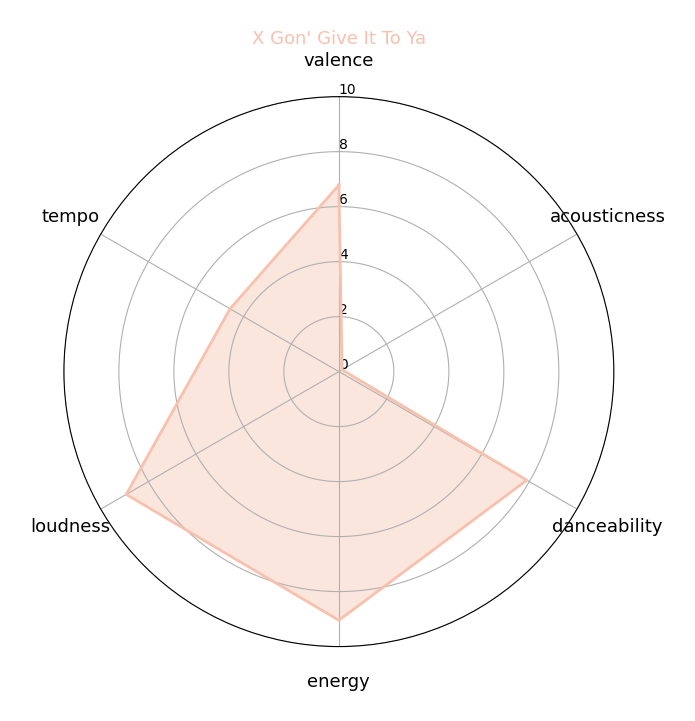 X Gon' Give It To Ya
valence
10
8
tempo
acousticness
6
4
2
0
loudness
danceability
energy